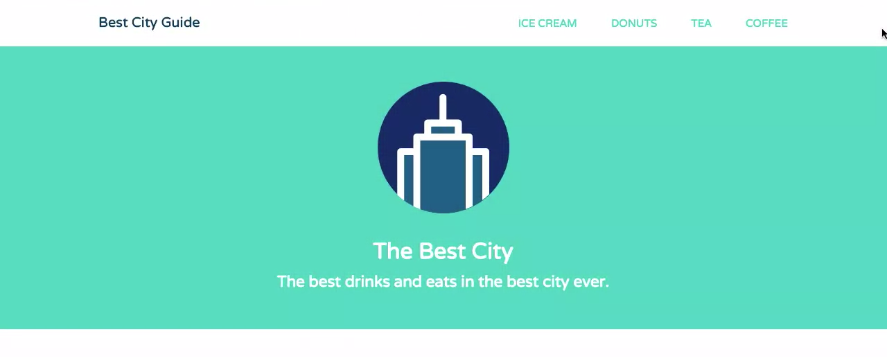 Best City Guide
ICE CREAM DONUTS TEA COFFEE
The Best City
The best drinks and eats in the best city ever.